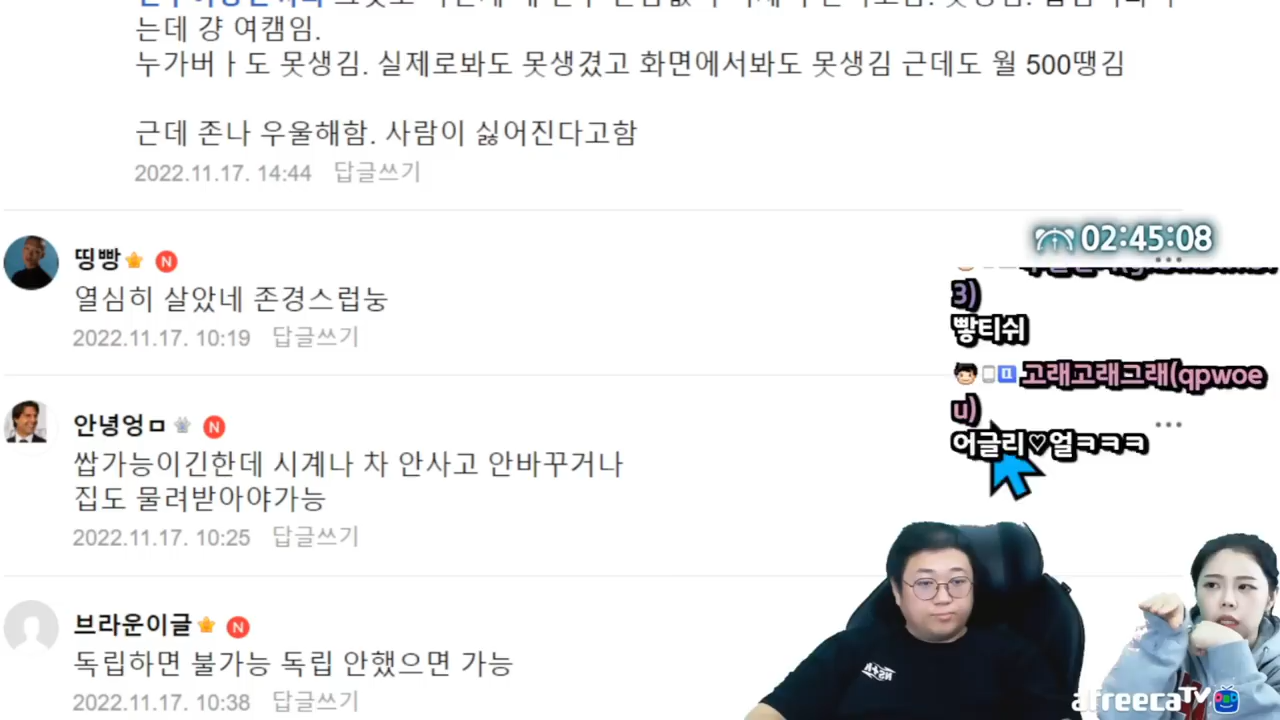 는데 걍 여캠임.
누가버ㅏ도 못생김. 실제로봐도 못생겼고 화면에서봐도 못생김 근데도 월 500땡김
근데 존나 우울해함. 사람이 싫어진다고함
2022.11.17. 14:44 답글쓰기
띵빵 N
열심히 살았네 존경스럽눙
2022.11.17. 10:19 답글쓰기
안녕엉ㅁ N
쌉가능이긴한데 시계나 차 안사고 안바꾸거나
집도 물려받아야가능
2022.11.17. 10:25 답글쓰기
브라운이글 N
독립하면 불가능 독립 안했으면 가능
2022.11.17. 10:38 답글쓰기
02:45:08
3)
빻티쉬
고래고래그래(qpwoe
u)
어글리♡얼ㅋㅋㅋ
afreecaTV